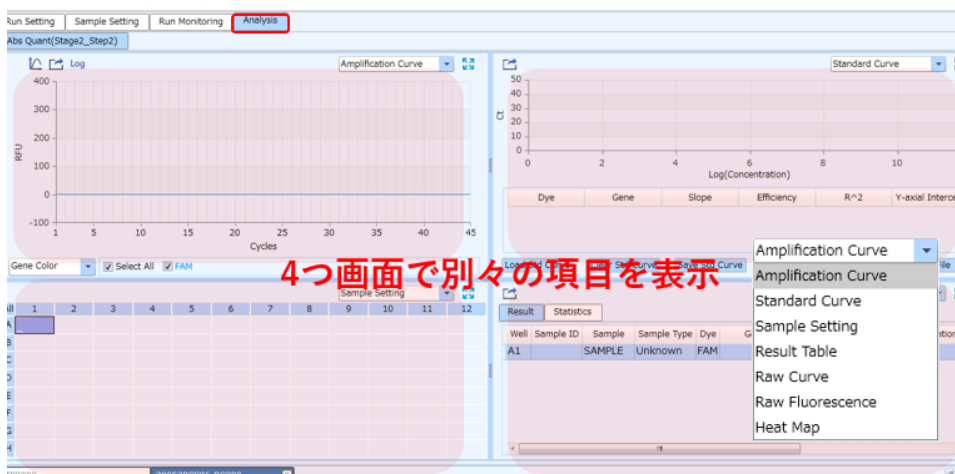 Run Setting Sample Setting Run Monitoring Analysis
Abs Quant(Stage2_Step2)
Log Amplification Curve
400
300
200
100
0
-100
RFU
1 5 10 15 20 25 30 35 40 45
Cycles
Standard Curve
50
40
30
20
10
0
Ct
0 2 4 6 8 10
Log(Concentration)
Dye Gene Slope Efficiency R^2 Y-axial Interce
Gene Color Select All FAM
Save Std Curve
4つ画面で別々の項目を表示
Sample Setting
1 2 3 4 5 6 7 8 9 10 11 12
A
B
C
D
E
F
G
H
Result Statistics
Well Sample ID Sample Sample Type Dye
A1 SAMPLE Unknown FAM
Amplification Curve
Amplification Curve
Standard Curve
Sample Setting
Result Table
Raw Curve
Raw Fluorescence
Heat Map